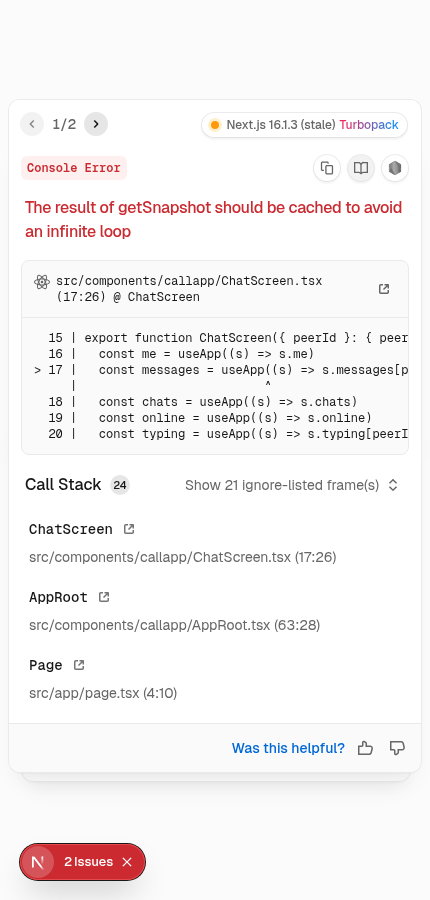 1/2
Next.js 16.1.3 (stale) Turbopack
Console Error
The result of getSnapshot should be cached to avoid
an infinite loop
src/components/callapp/ChatScreen.tsx
(17:26) @ ChatScreen
  15 | export function ChatScreen({ peerId }: { peer
  16 |   const me = useApp((s) => s.me)
> 17 |   const messages = useApp((s) => s.messages[p
     |                          ^
  18 |   const chats = useApp((s) => s.chats)
  19 |   const online = useApp((s) => s.online)
  20 |   const typing = useApp((s) => s.typing[peerI
Call Stack 24
Show 21 ignore-listed frame(s)
ChatScreen
src/components/callapp/ChatScreen.tsx (17:26)
AppRoot
src/components/callapp/AppRoot.tsx (63:28)
Page
src/app/page.tsx (4:10)
Was this helpful?
N 2 Issues